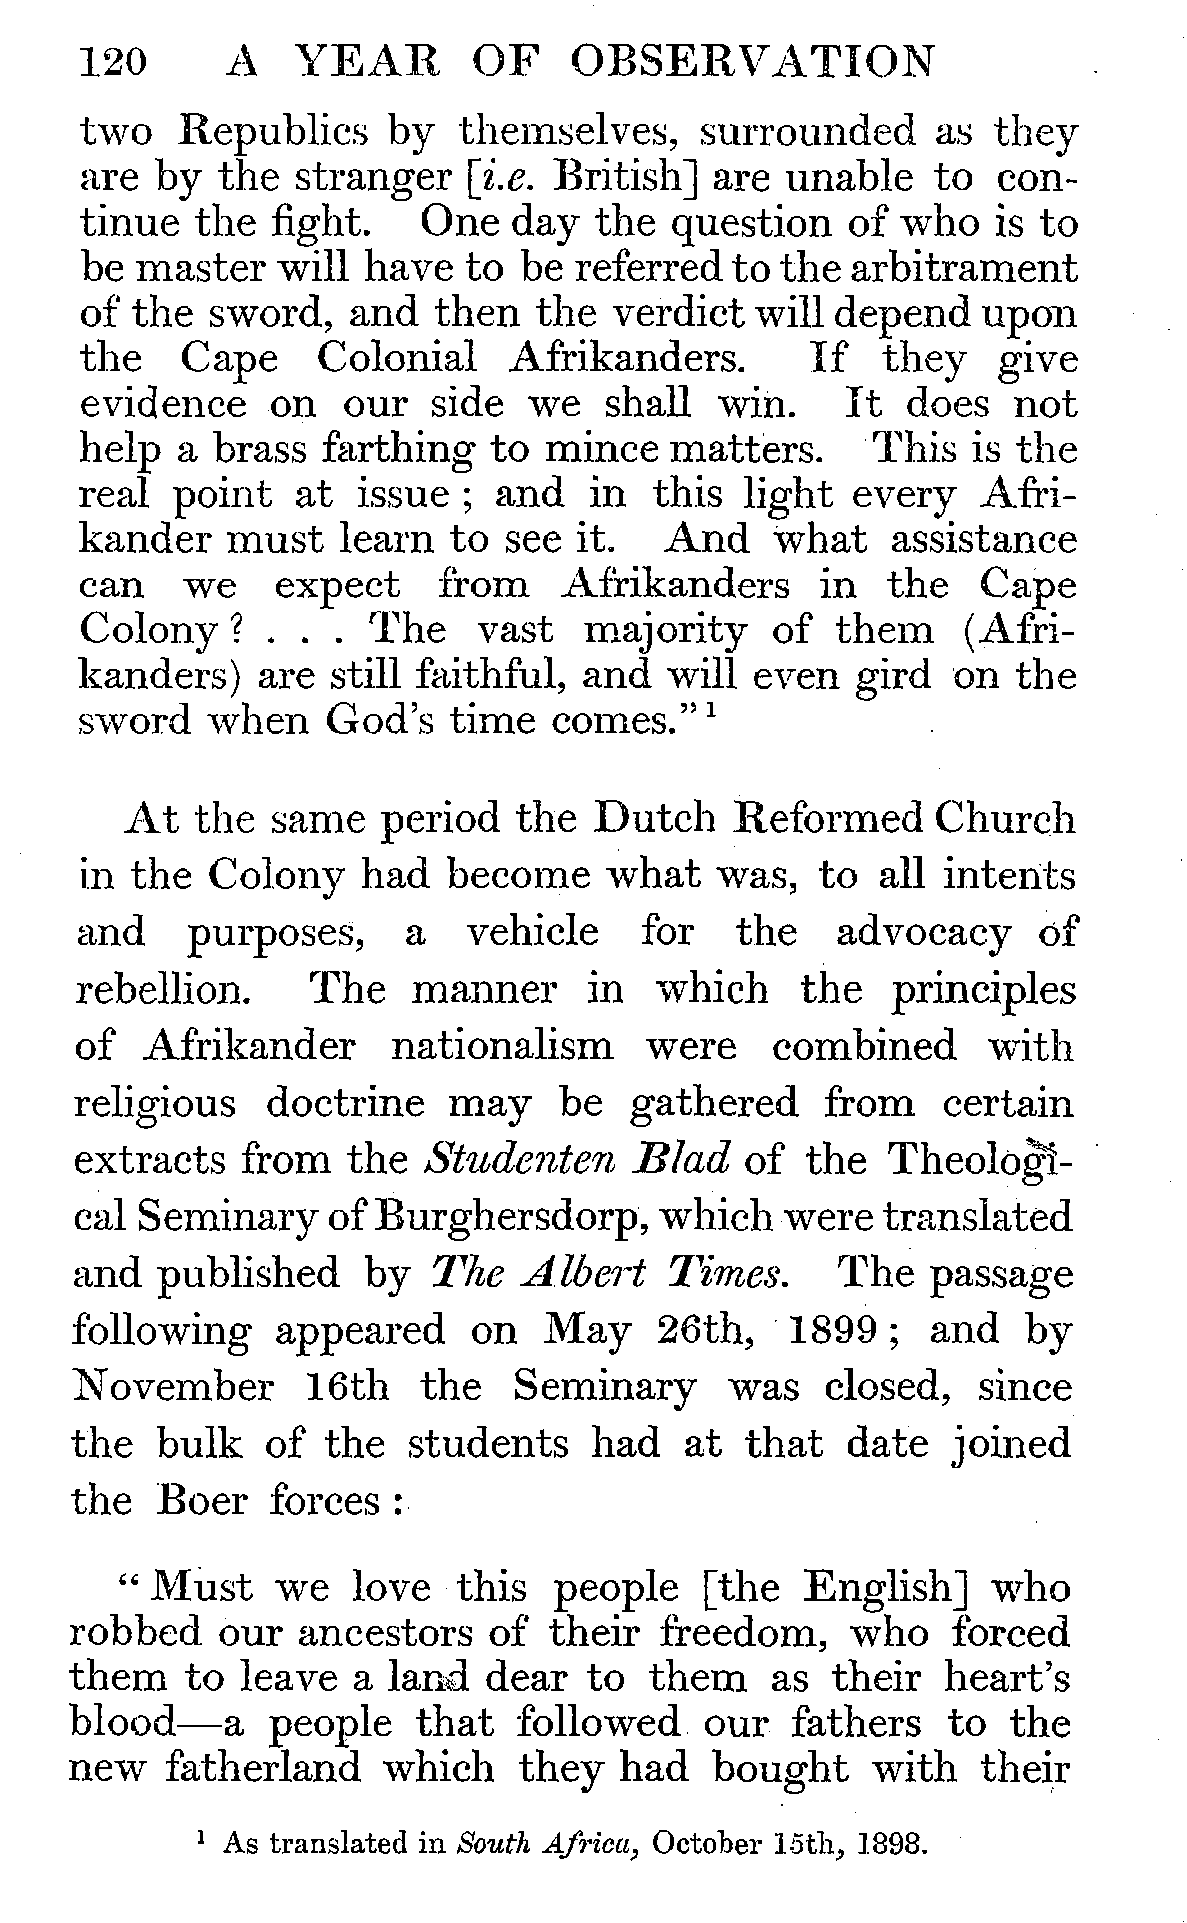 120 A YEAR OF OBSERVATION
two Republics by themselves, surrounded as they
are by the stranger [i.e. British] are unable to con-
tinue the fight. One day the question of who is to
be master will have to be referred to the arbitrament
of the sword, and then the verdict will depend upon
the Cape Colonial Afrikanders. If they give
evidence on our side we shall win. It does not
help a brass farthing to mince matters. This is the
real point at issue ; and in this light every Afri-
kander must learn to see it. And what assistance
can we expect from Afrikanders in the Cape
Colony ? . . . The vast majority of them (Afri-
kanders) are still faithful, and will even gird on the
sword when God's time comes." 1
At the same period the Dutch Reformed Church
in the Colony had become what was, to all intents
and purposes, a vehicle for the advocacy of
rebellion. The manner in which the principles
of Afrikander nationalism were combined with
religious doctrine may be gathered from certain
extracts from the Studenten Blad of the Theologi-
cal Seminary of Burghersdorp, which were translated
and published by The Albert Times. The passage
following appeared on May 26th, 1899 ; and by
November 16th the Seminary was closed, since
the bulk of the students had at that date joined
the Boer forces :
" Must we love this people [the English] who
robbed our ancestors of their freedom, who forced
them to leave a land dear to them as their heart's
blood—a people that followed our fathers to the
new fatherland which they had bought with their
1 As translated in South Africa, October 15th, 1898.